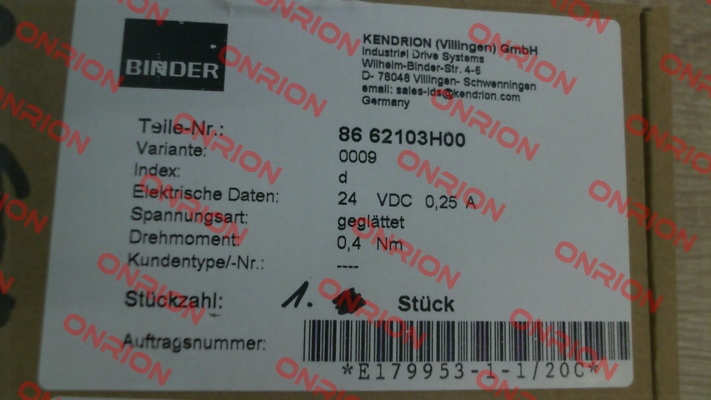 BINDER
KENDRION (Villingen) GmbH
Industrial Drive Systems
Wilhelm-Binder-Str. 4-6
D- 78048 Villingen- Schwenningen
email: sales-ids@kendrion.com
Germany
Teile-Nr.: 86 62103H00
Variante: 0009
Index: d
Elektrische Daten: 24 VDC 0,25 A
Spannungsart: geglättet
Drehmoment: 0,4 Nm
Kundentype/-Nr.: ----
Stückzahl: 1. Stück
Auftragsnummer:
*E179953-1-1/20C*
ONRION